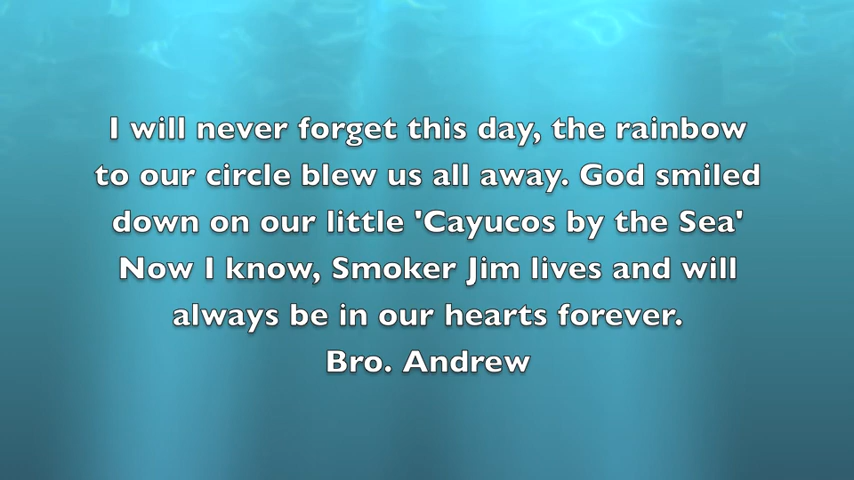 I will never forget this day, the rainbow
to our circle blew us all away. God smiled
down on our little 'Cayucos by the Sea'
Now I know, Smoker Jim lives and will
always be in our hearts forever.
Bro. Andrew